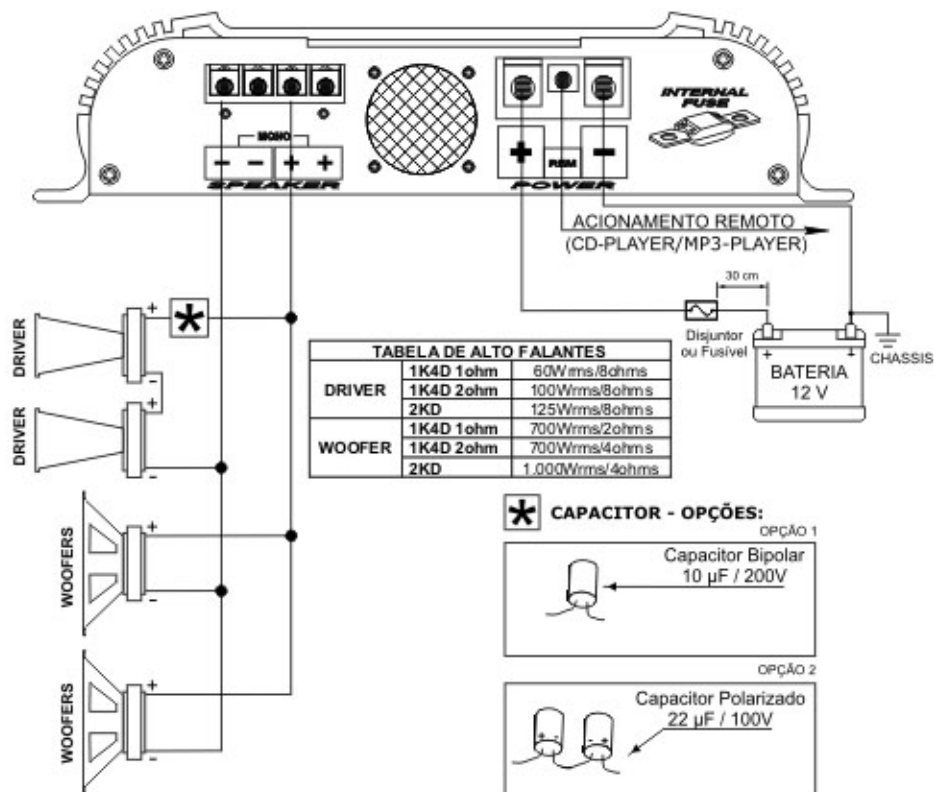 INTERNAL
FUSE
MONO
- - + +
SPEAKER
+ REM -
POWER
ACIONAMENTO REMOTO
(CD-PLAYER/MP3-PLAYER)
30 cm
Disjuntor
ou Fusível
+ -
BATERIA
12 V
CHASSIS
DRIVER
+
-
DRIVER
+
-
WOOFERS
+
-
WOOFERS
+
-
*
TABELA DE ALTO FALANTES
DRIVER 1K4D 1ohm 60Wrms/8ohms
1K4D 2ohm 100Wrms/8ohms
2KD 125Wrms/8ohms
WOOFER 1K4D 1ohm 700Wrms/2ohms
1K4D 2ohm 700Wrms/4ohms
2KD 1.000Wrms/4ohms
* CAPACITOR - OPÇÕES:
OPÇÃO 1
Capacitor Bipolar
10 µF / 200V
OPÇÃO 2
Capacitor Polarizado
22 µF / 100V
+ - - +